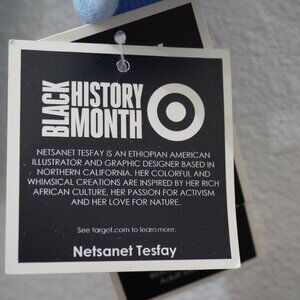 BLACK
HISTORY
MONTH
NETSANET TESFAY IS AN ETHIOPIAN AMERICAN
ILLUSTRATOR AND GRAPHIC DESIGNER BASED IN
NORTHERN CALIFORNIA. HER COLORFUL AND
WHIMSICAL CREATIONS ARE INSPIRED BY HER RICH
AFRICAN CULTURE, HER PASSION FOR ACTIVISM
AND HER LOVE FOR NATURE.
See target.com to learn more.
Netsanet Tesfay